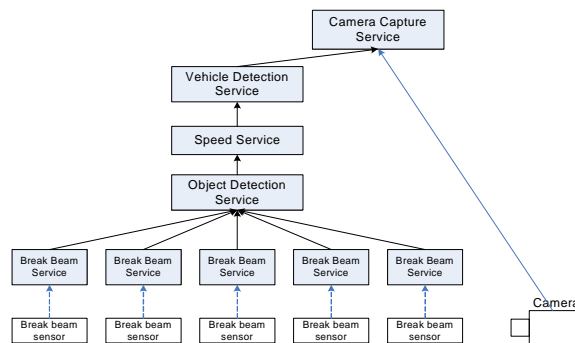 Camera Capture
Service
Vehicle Detection
Service
Speed Service
Object Detection
Service
Break Beam
Service
Break Beam
Service
Break Beam
Service
Break Beam
Service
Break Beam
Service
Camera
Break beam
sensor
Break beam
sensor
Break beam
sensor
Break beam
sensor
Break beam
sensor